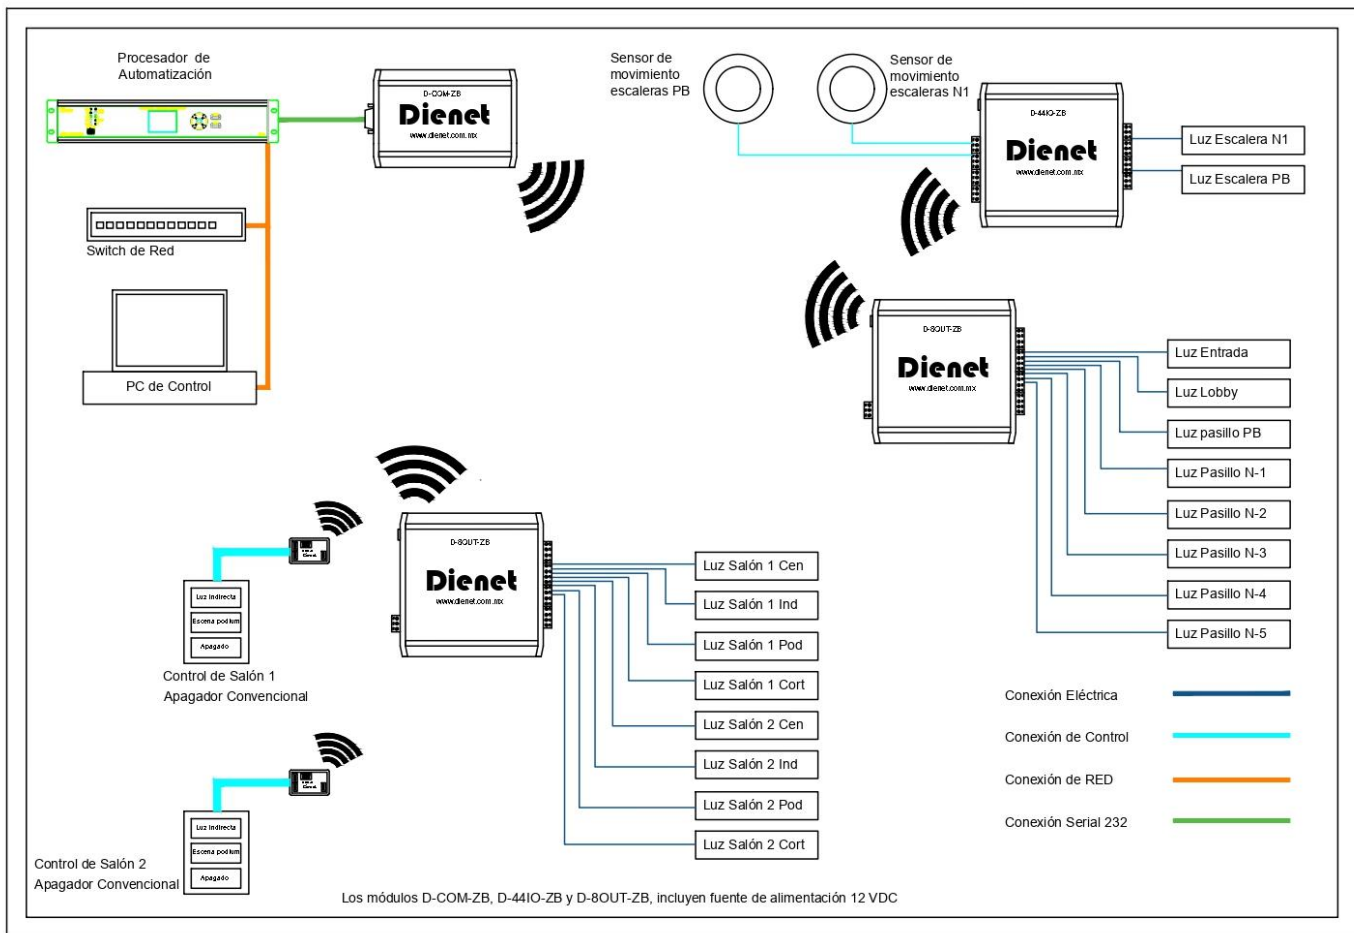 Procesador de
Automatización
D-COM-ZB
Dienet
www.dienet.com.mx
Sensor de
movimiento
escaleras PB
Sensor de
movimiento
escaleras N1
D-44IO-ZB
Dienet
www.dienet.com.mx
Luz Escalera N1
Luz Escalera PB
Switch de Red
PC de Control
D-8OUT-ZB
Dienet
www.dienet.com.mx
Luz Entrada
Luz Lobby
Luz pasillo PB
Luz Pasillo N-1
Luz Pasillo N-2
Luz Pasillo N-3
Luz Pasillo N-4
Luz Pasillo N-5
D-8OUT-ZB
Dienet
www.dienet.com.mx
Luz Salón 1 Cen
Luz Salón 1 Ind
Luz Salón 1 Pod
Luz Salón 1 Cort
Luz Salón 2 Cen
Luz Salón 2 Ind
Luz Salón 2 Pod
Luz Salón 2 Cort
Dienet
Luz Indirecta
Escena podium
Apagado
Control de Salón 1
Apagador Convencional
Dienet
Luz Indirecta
Escena podium
Apagado
Control de Salón 2
Apagador Convencional
Conexión Eléctrica
Conexión de Control
Conexión de RED
Conexión Serial 232
Los módulos D-COM-ZB, D-44IO-ZB y D-8OUT-ZB, incluyen fuente de alimentación 12 VDC